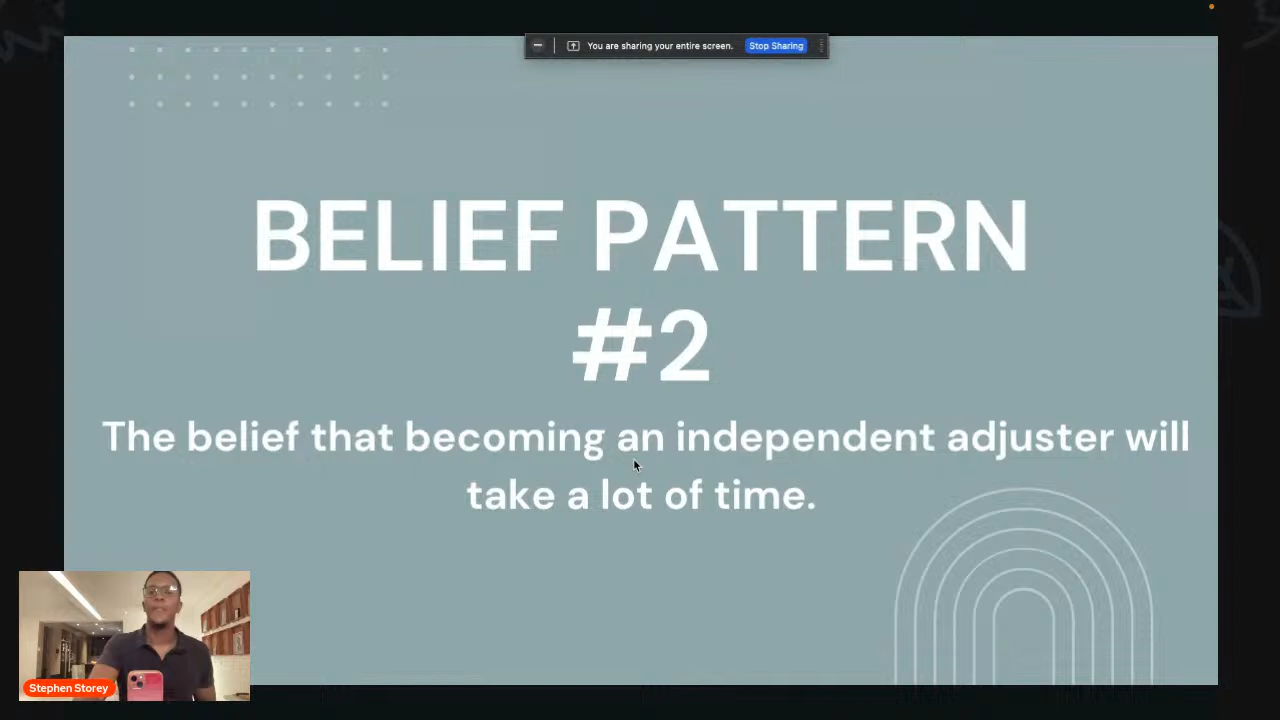 You are sharing your entire screen. Stop Sharing
BELIEF PATTERN
#2
The belief that becoming an independent adjuster will
take a lot of time.
Stephen Storey